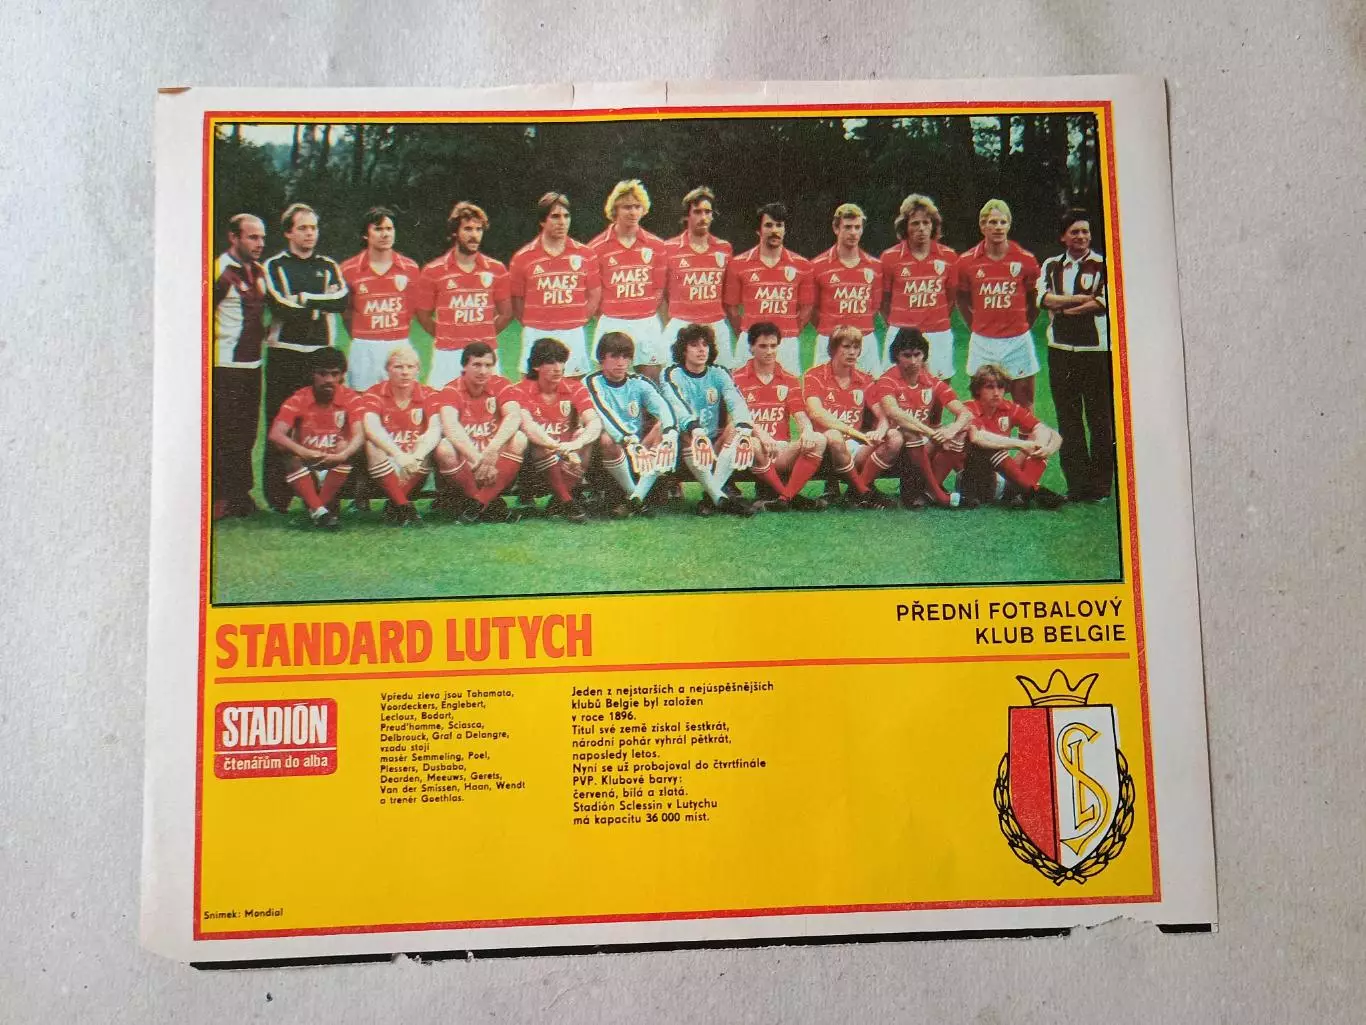 MAES PILS
MAES PILS
MAES PILS
MAES PILS
MAES PILS
MAES PILS
MAES PILS
MAES PILS
MAES PILS
STANDARD LUTYCH
PŘEDNÍ FOTBALOVÝ
KLUB BELGIE
STADIÓN
čtenářům do alba
Vpředu zleva jsou Tahamata,
Voordeckers, Englebert,
Lecloux, Bodart,
Preud'homme, Sciasca,
Delbrouck, Graf a Delangre,
vzadu stojí
masér Semmeling, Poel,
Plessers, Dusbaba,
Dearden, Meeuws, Gerets,
Van der Smissen, Haan, Wendt
a trenér Goethlas.
Jeden z nejstarších a nejúspěšnějších
klubů Belgie byl založen
v roce 1896.
Titul své země získal šestkrát,
národní pohár vyhrál pětkrát,
naposledy letos.
Nyní se už probojoval do čtvrtfinále
PVP. Klubové barvy:
červená, bílá a zlatá.
Stadión Sclessin v Lutychu
má kapacitu 36 000 míst.
Snímek: Mondial